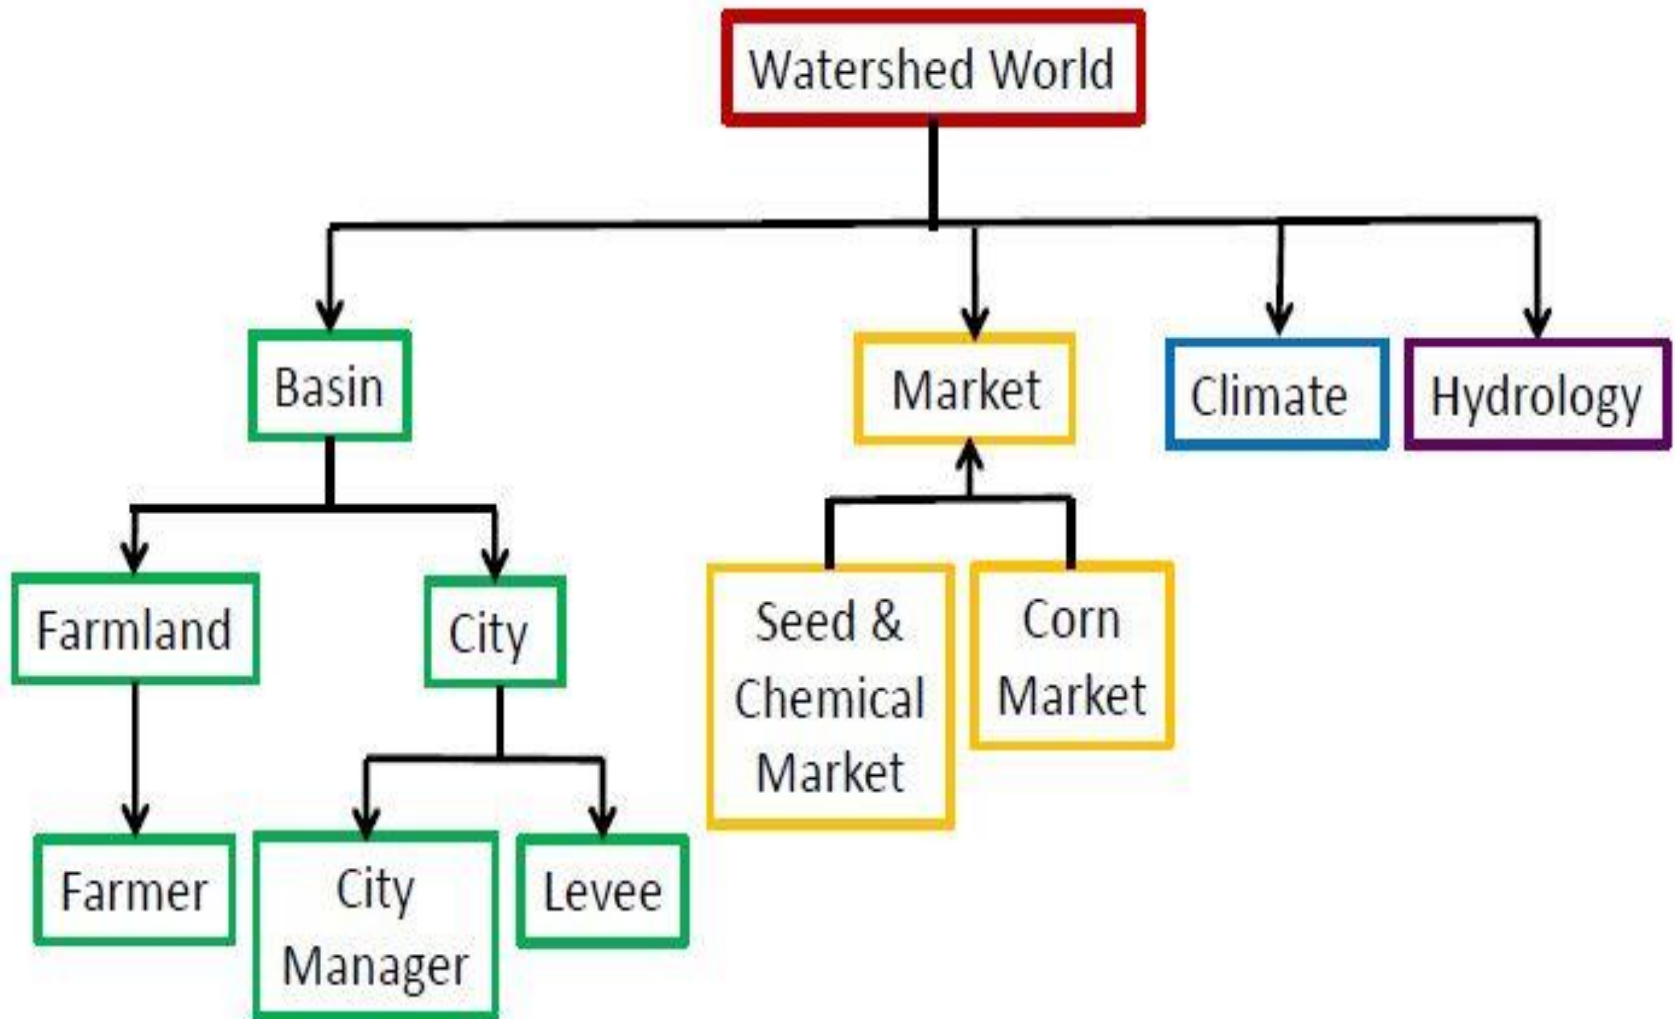 Watershed World
Basin
Market
Climate
Hydrology
Farmland
City
Seed &
Chemical
Market
Corn
Market
Farmer
City
Manager
Levee